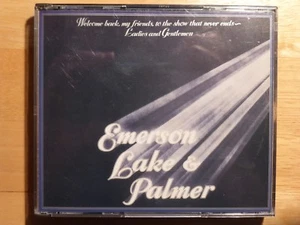 Welcome back, my friends, to the show that never ends~
Ladies and Gentlemen
Emerson
Lake &
Palmer